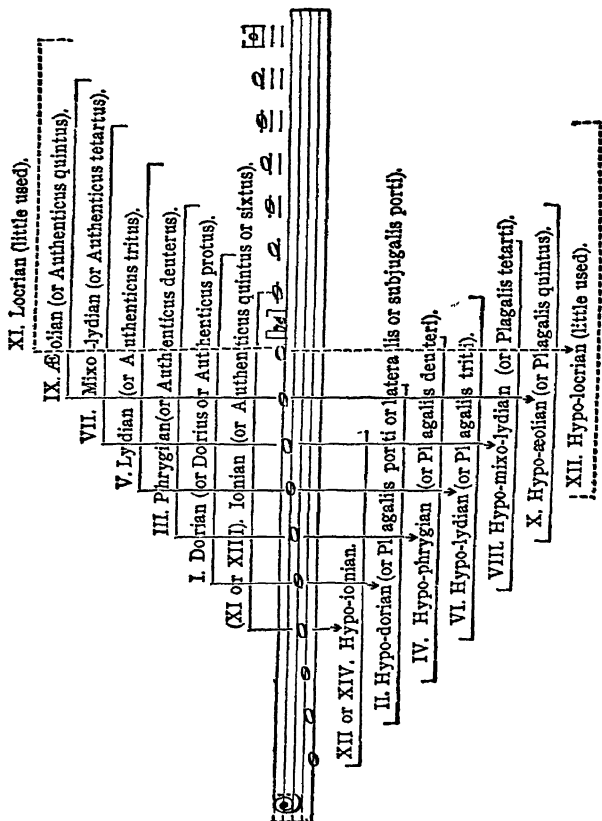 XI. Locrian (little used).
IX. Æolian (or Authenticus quintus).
VII. Mixo-lydian (or Authenticus tetartus).
V. Lydian (or Authenticus tritus).
III. Phrygian (or Authenticus deuterus).
I. Dorian (or Dorius or Authenticus protus).
(XI or XIII). Ionian (or Authenticus quintus or sixtus).
XII or XIV. Hypo-ionian.
II. Hypo-dorian (or Plagalis porti or lateralis or subjugalis porti).
IV. Hypo-phrygian (or Plagalis deuteri).
VI. Hypo-lydian (or Plagalis triti).
VIII. Hypo-mixo-lydian (or Plagalis tetarti).
X. Hypo-æolian (or Plagalis quintus).
XII. Hypo-locrian (little used).